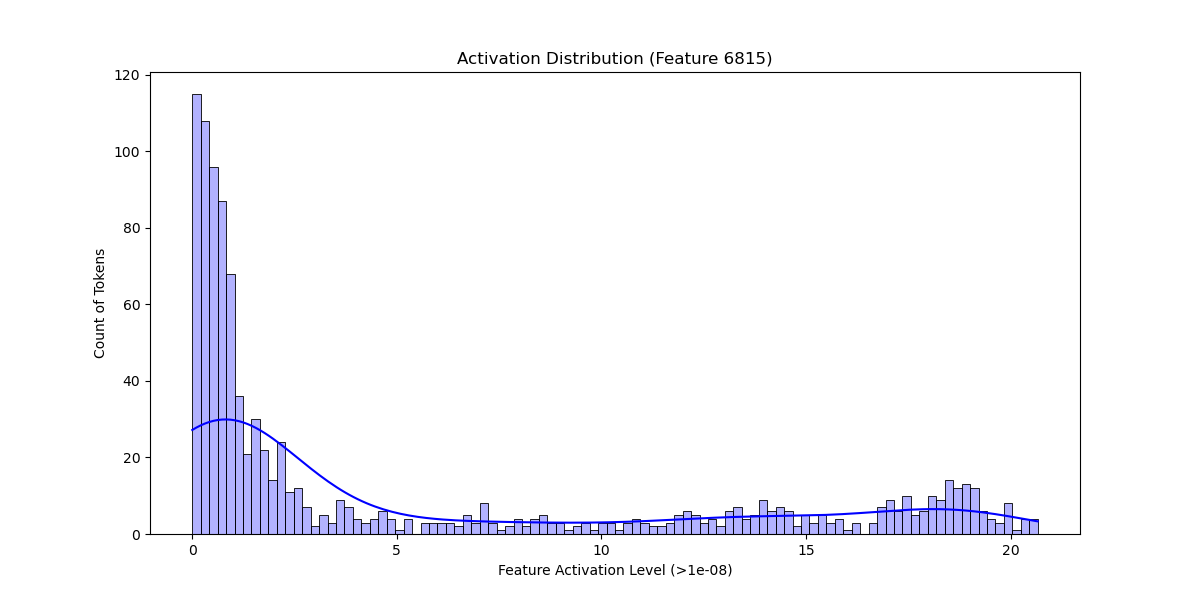 Activation Distribution (Feature 6815)
120
100
80
60
40
20
0
Count of Tokens
0 5 10 15 20
Feature Activation Level (>1e-08)